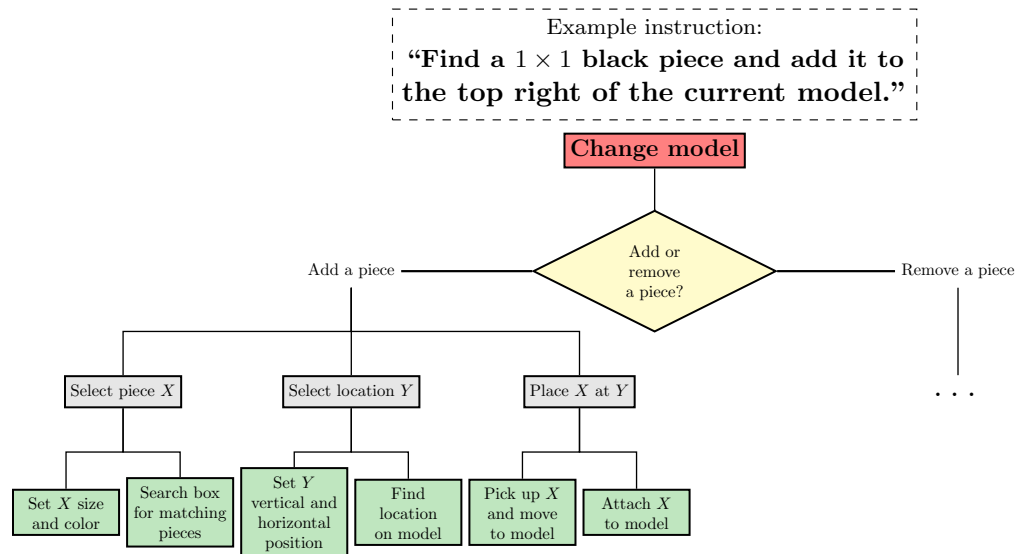 Example instruction:
“Find a 1 × 1 black piece and add it to
the top right of the current model.”
Change model
Add or
remove
a piece?
Add a piece
Remove a piece
Select piece X
Select location Y
Place X at Y
. . .
Set X size
and color
Search box
for matching
pieces
Set Y
vertical and
horizontal
position
Find
location
on model
Pick up X
and move
to model
Attach X
to model